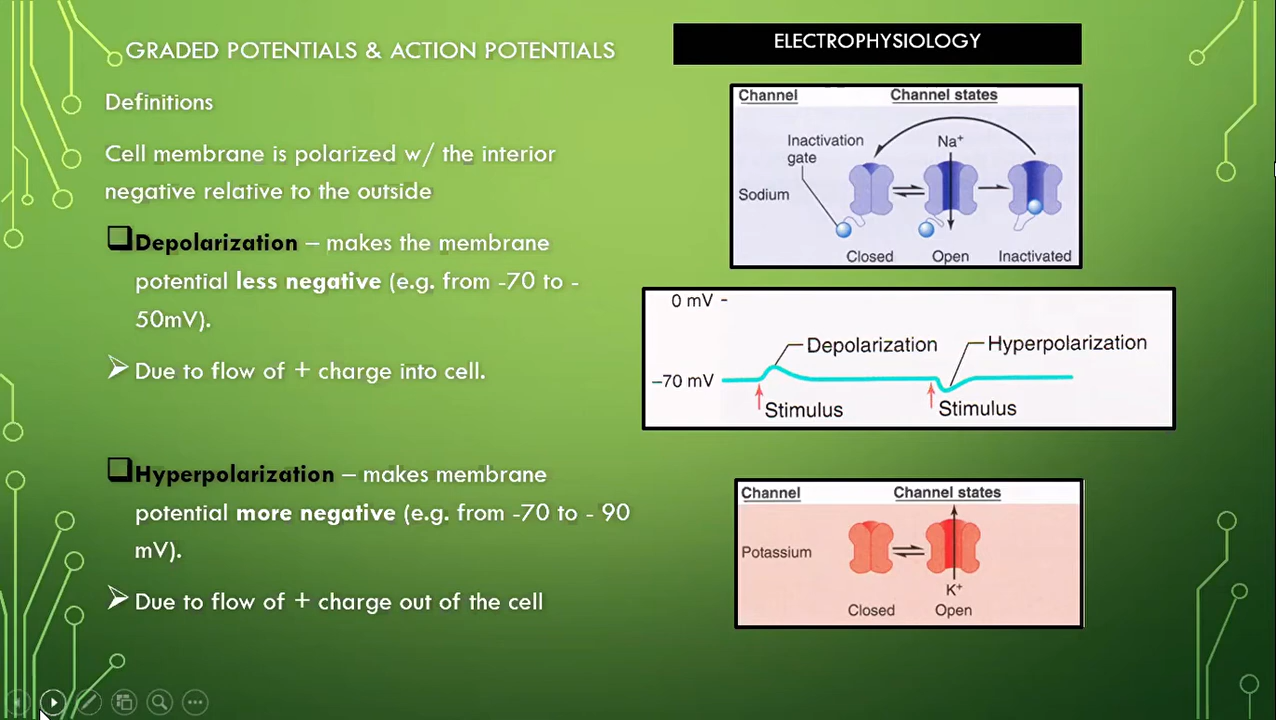 GRADED POTENTIALS & ACTION POTENTIALS
Definitions
Cell membrane is polarized w/ the interior
negative relative to the outside
Depolarization – makes the membrane
potential less negative (e.g. from -70 to -
50mV).
Due to flow of + charge into cell.
Hyperpolarization – makes membrane
potential more negative (e.g. from -70 to - 90
mV).
Due to flow of + charge out of the cell
ELECTROPHYSIOLOGY
Channel Channel states
Inactivation
gate
Na⁺
Sodium
Closed Open Inactivated
0 mV -
Depolarization Hyperpolarization
–70 mV
Stimulus Stimulus
Channel Channel states
Potassium
K⁺
Closed Open